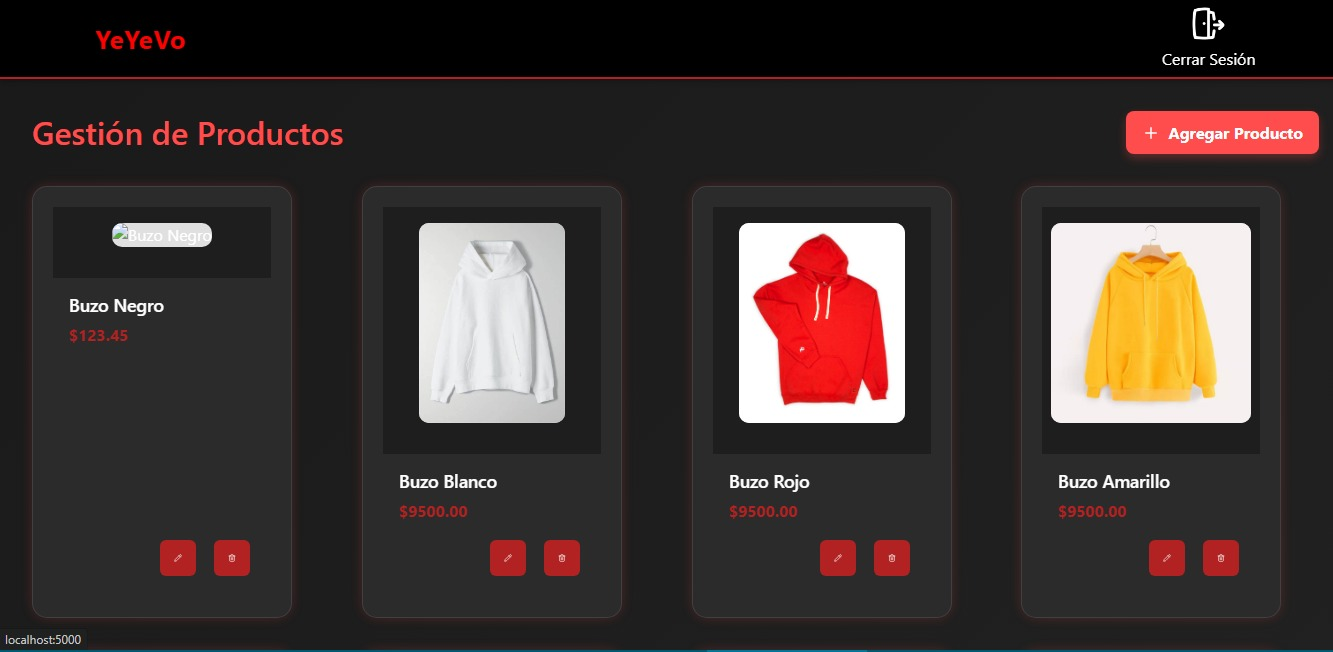 YeYeVo
Cerrar Sesión
Gestión de Productos
+ Agregar Producto
Buzo Negro
Buzo Negro
$123.45
Buzo Blanco
$9500.00
Buzo Rojo
$9500.00
Buzo Amarillo
$9500.00
localhost:5000